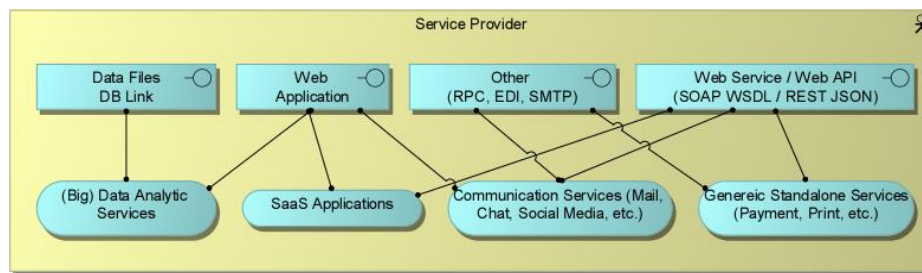 Service Provider
Data Files
DB Link
Web
Application
Other
(RPC, EDI, SMTP)
Web Service / Web API
(SOAP WSDL / REST JSON)
(Big) Data Analytic
Services
SaaS Applications
Communication Services (Mail,
Chat, Social Media, etc.)
Genereic Standalone Services
(Payment, Print, etc.)